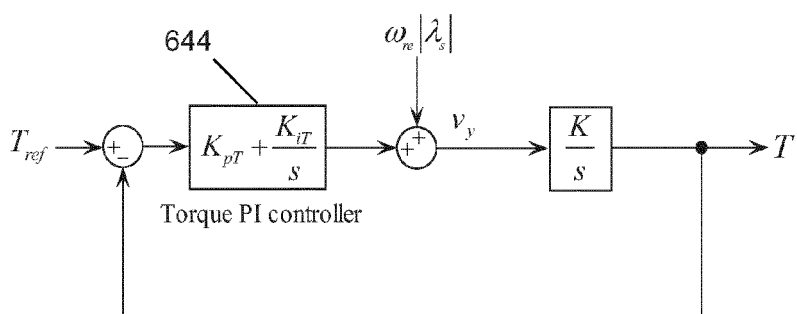 644
ω_re|λ_s|
T_ref
+
−
K_pT + K_iT/s
+
+
v_y
K/s
T
Torque PI controller